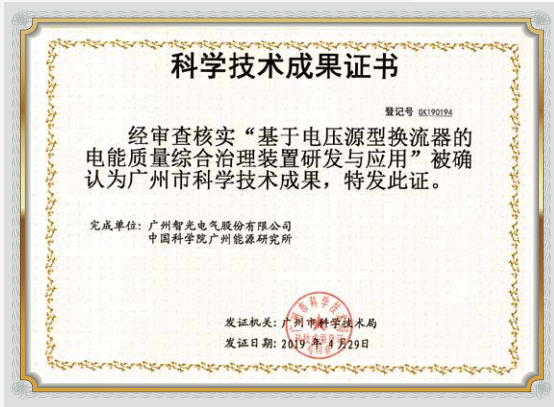 科学技术成果证书
登记号 GK190194
经审查核实“基于电压源型换流器的
电能质量综合治理装置研发与应用”被确
认为广州市科学技术成果，特发此证。
完成单位：广州智光电气股份有限公司
中国科学院广州能源研究所
发证机关：广州市科学技术局
发证日期：2019 年 4 月29日